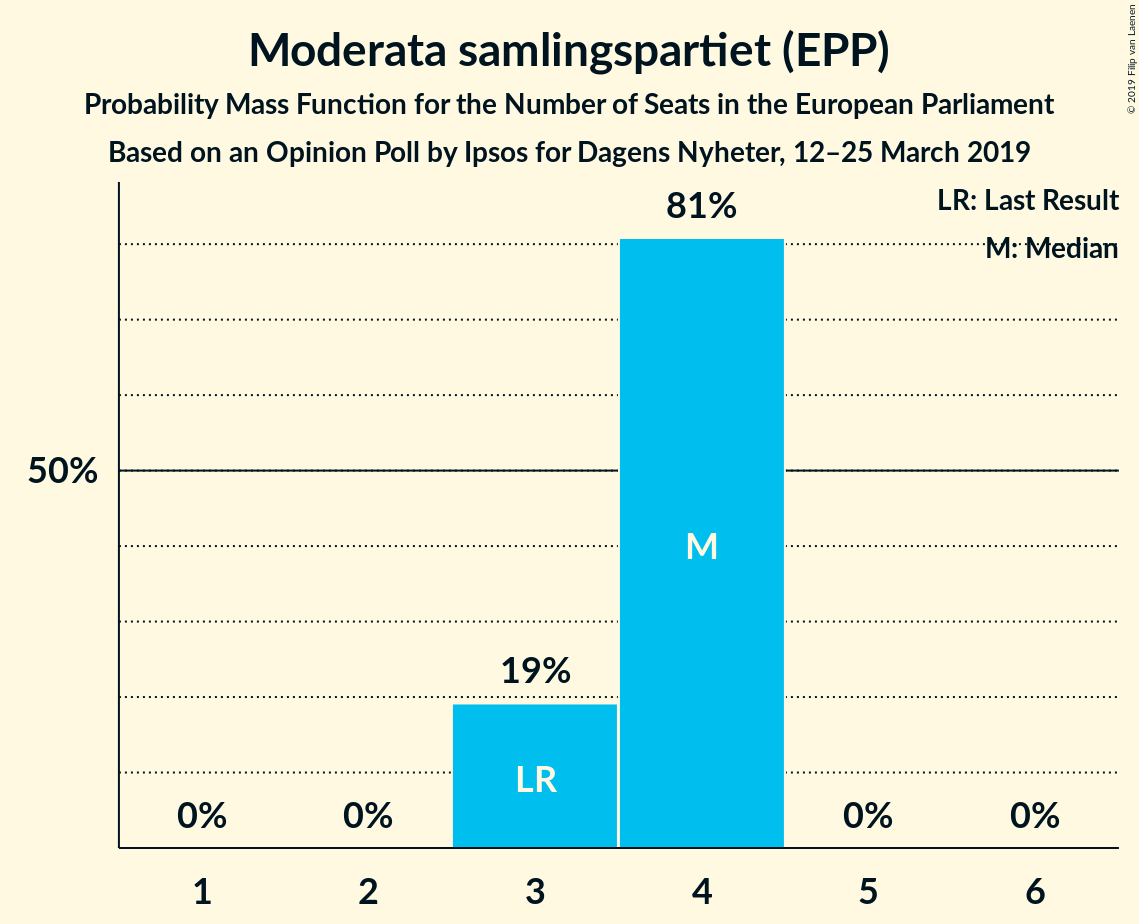 Moderata samlingspartiet (EPP)
Probability Mass Function for the Number of Seats in the European Parliament
Based on an Opinion Poll by Ipsos for Dagens Nyheter, 12–25 March 2019
© 2019 Filip van Laenen
LR: Last Result
M: Median
81%
50%
M
19%
LR
0%
0%
0%
0%
1
2
3
4
5
6